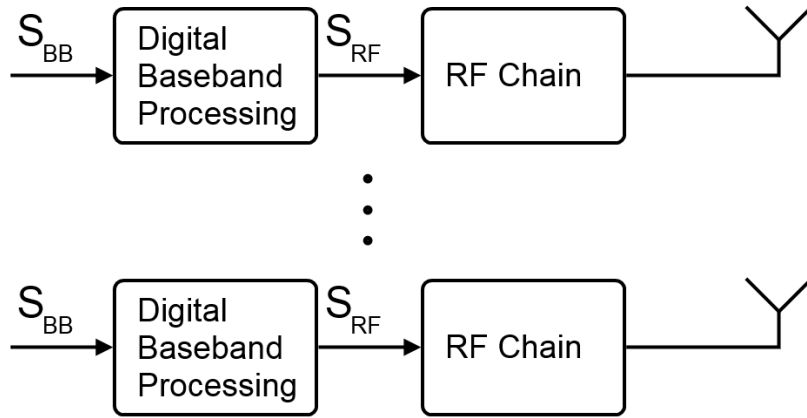 S_BB
Digital
Baseband
Processing
S_RF
RF Chain
S_BB
Digital
Baseband
Processing
S_RF
RF Chain